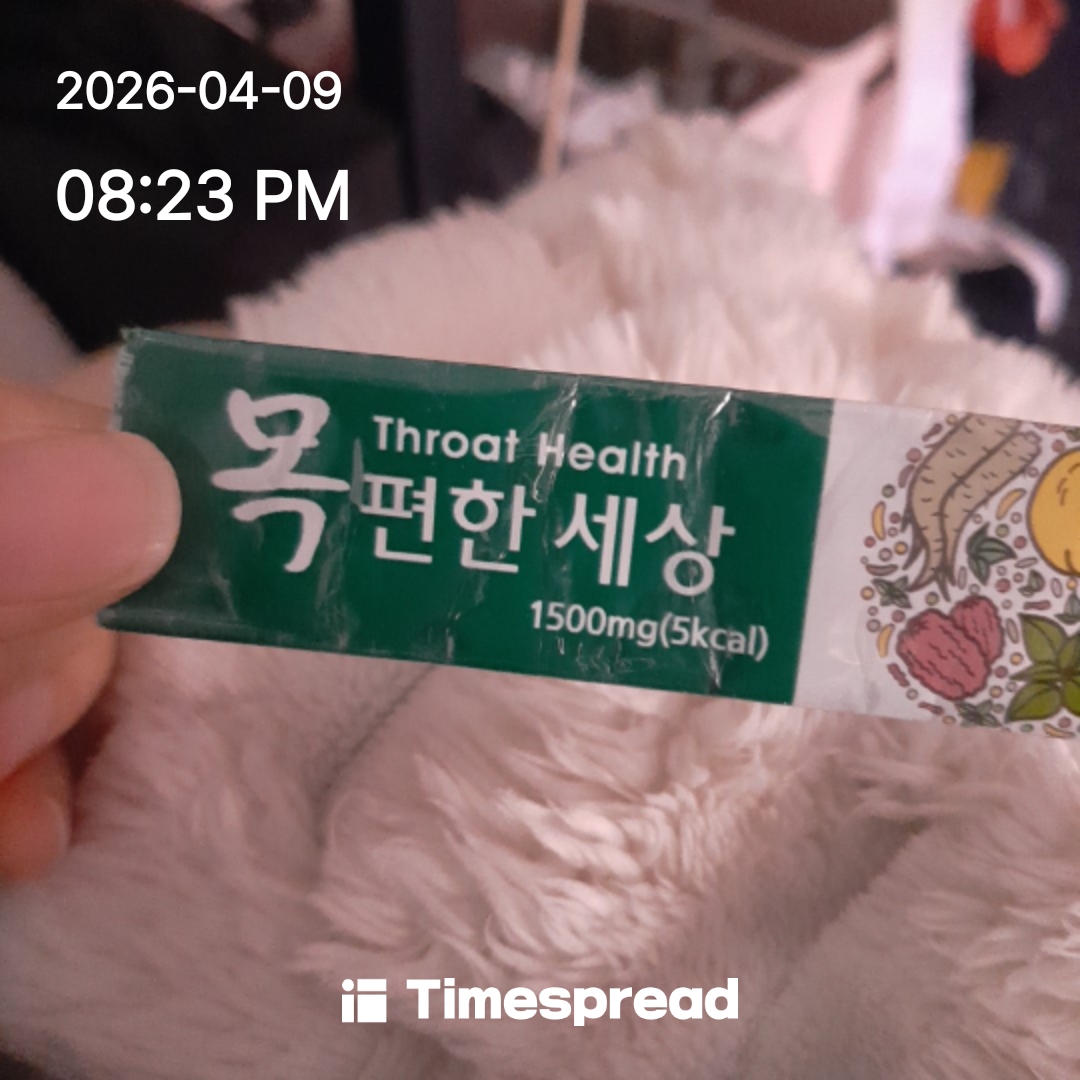 2026-04-09
08:23 PM
목
Throat Health
편한 세상
1500mg(5kcal)
Timespread